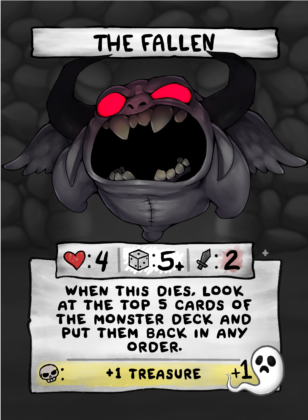 THE FALLEN
:4 :5+ :2
WHEN THIS DIES, LOOK
AT THE TOP 5 CARDS OF
THE MONSTER DECK AND
PUT THEM BACK IN ANY
ORDER.
: +1 TREASURE +1